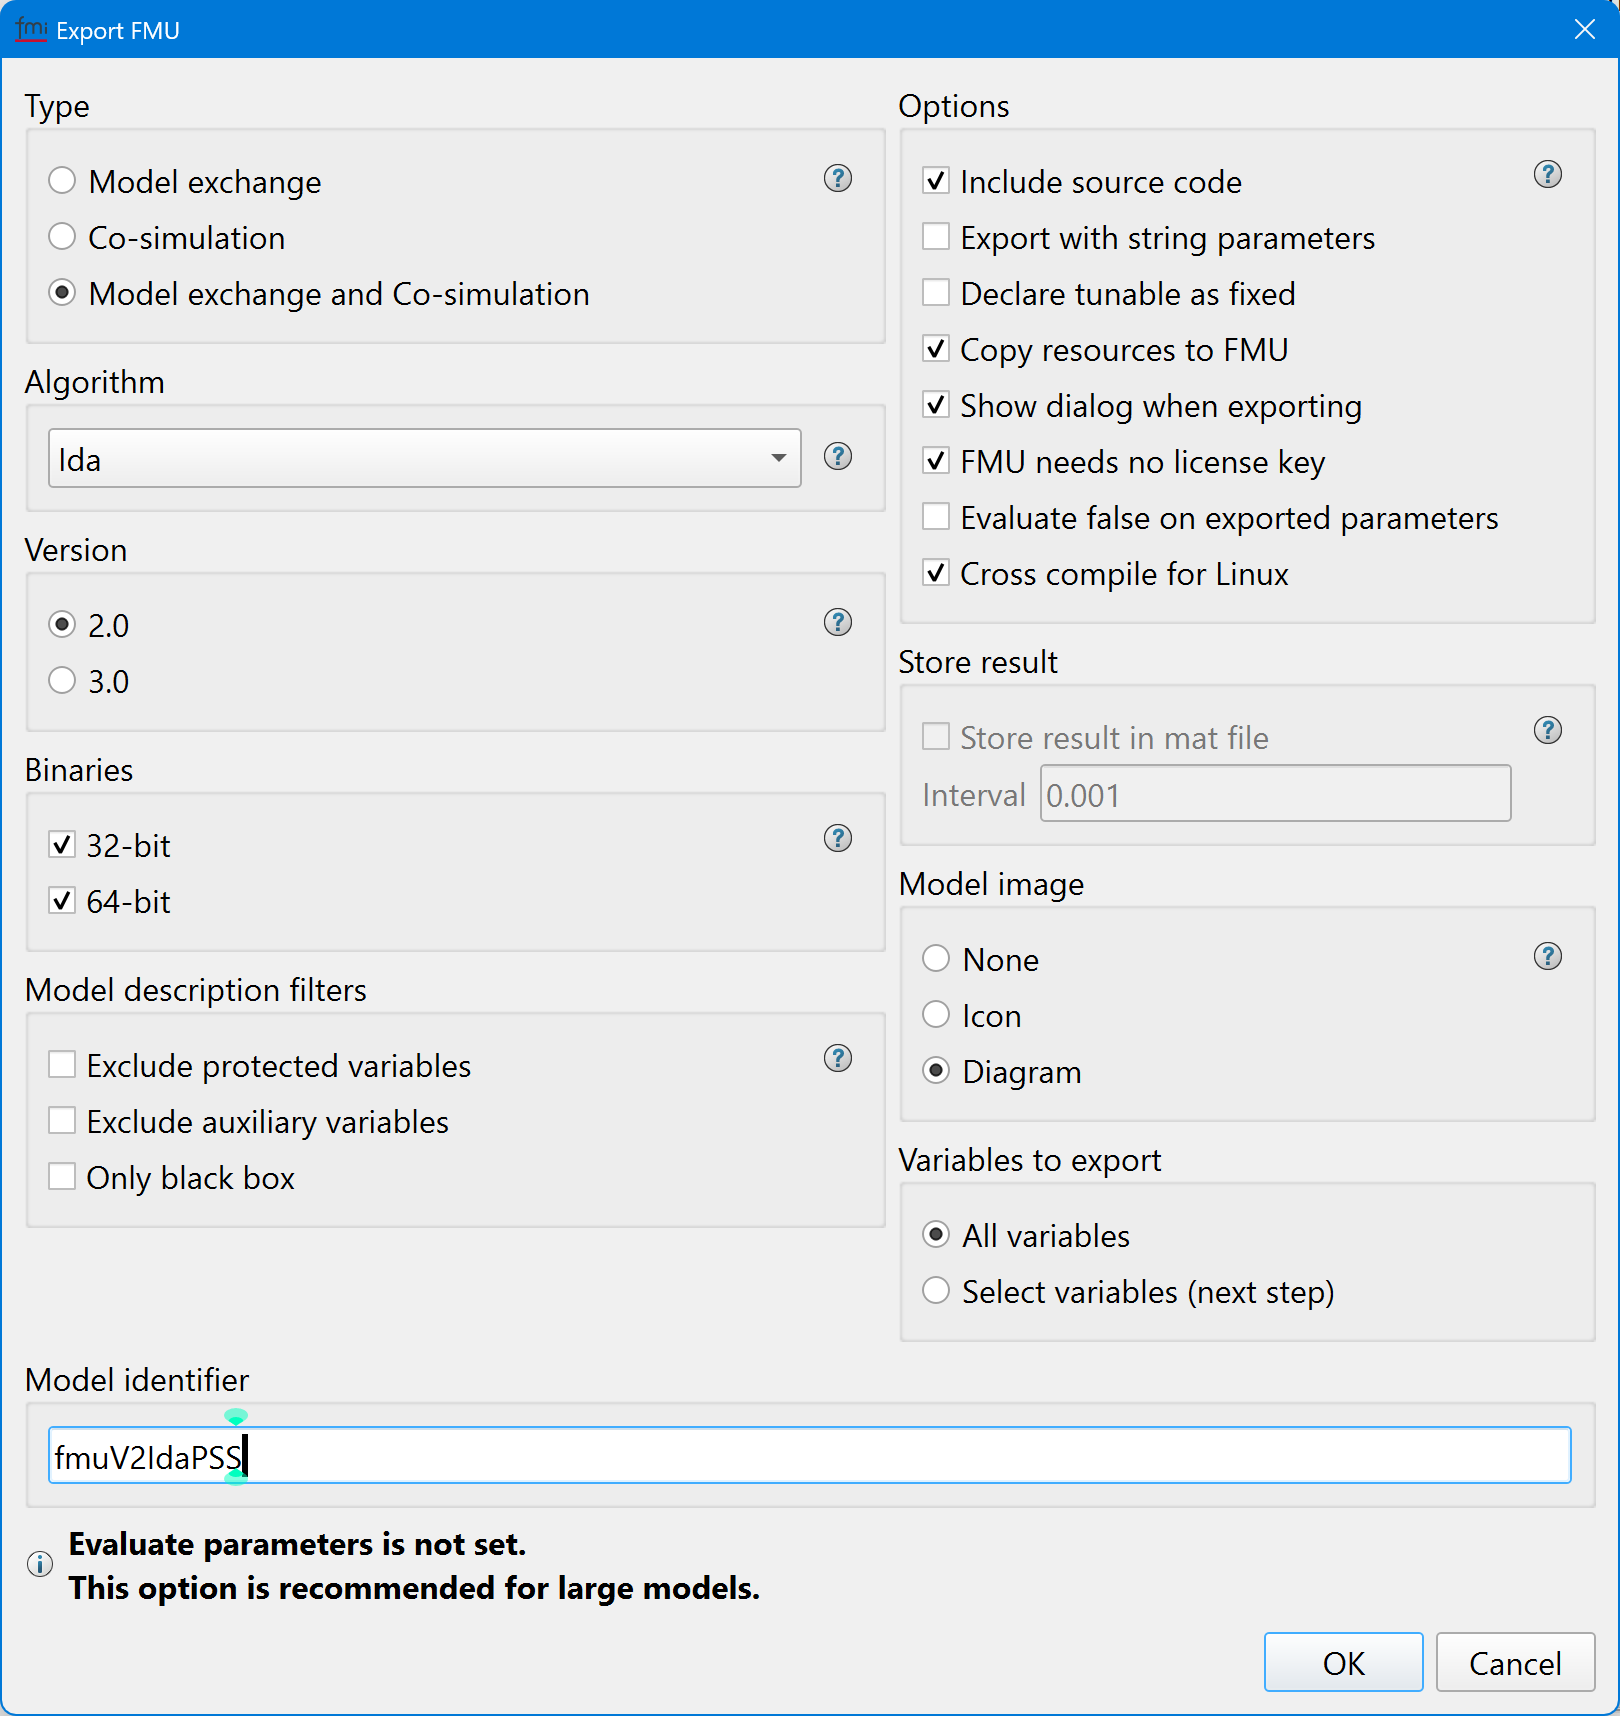 fmi Export FMU
Type
Model exchange
Co-simulation
Model exchange and Co-simulation
Algorithm
Ida
Version
2.0
3.0
Binaries
32-bit
64-bit
Model description filters
Exclude protected variables
Exclude auxiliary variables
Only black box
Options
Include source code
Export with string parameters
Declare tunable as fixed
Copy resources to FMU
Show dialog when exporting
FMU needs no license key
Evaluate false on exported parameters
Cross compile for Linux
Store result
Store result in mat file
Interval 0.001
Model image
None
Icon
Diagram
Variables to export
All variables
Select variables (next step)
Model identifier
fmuV2IdaPSS
Evaluate parameters is not set.
This option is recommended for large models.
OK Cancel